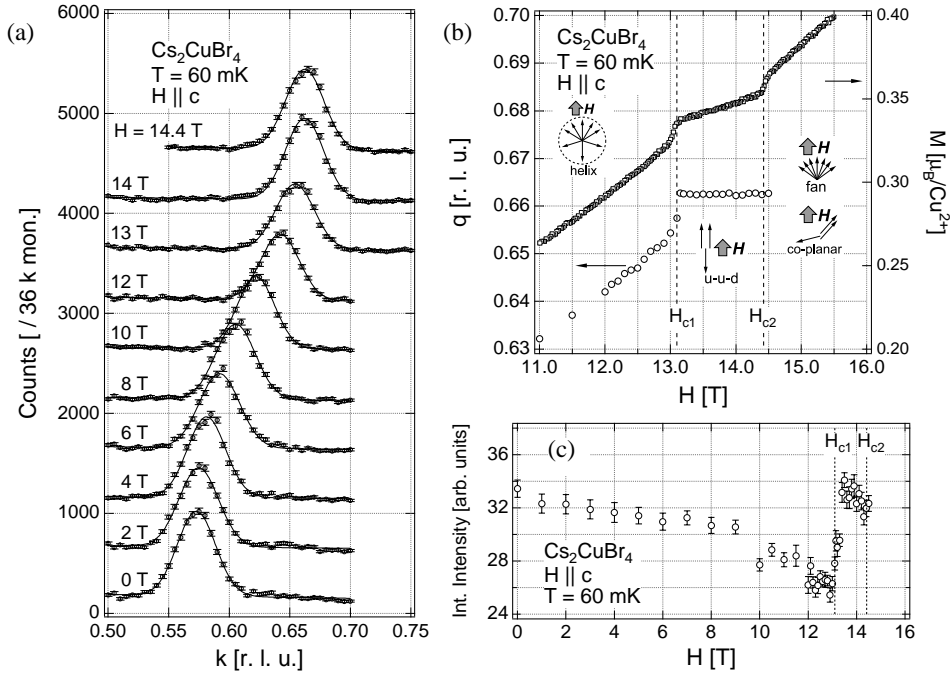 (a)
Cs2CuBr4
T = 60 mK
H || c
H = 14.4 T
14 T
13 T
12 T
10 T
8 T
6 T
4 T
2 T
0 T
6000
5000
4000
3000
2000
1000
0
Counts [ / 36 k mon.]
0.50 0.55 0.60 0.65 0.70 0.75
k [r. l. u.]
(b)
Cs2CuBr4
T = 60 mK
H || c
H
helix
H
fan
H
co-planar
H
u-u-d
Hc1
Hc2
0.70
0.69
0.68
0.67
0.66
0.65
0.64
0.63
q [r. l. u.]
0.40
0.35
0.30
0.25
0.20
M [μB/Cu2+]
11.0 12.0 13.0 14.0 15.0 16.0
H [T]
(c)
Hc1
Hc2
Cs2CuBr4
H || c
T = 60 mK
36
32
28
24
Int. Intensity [arb. units]
0 2 4 6 8 10 12 14 16
H [T]